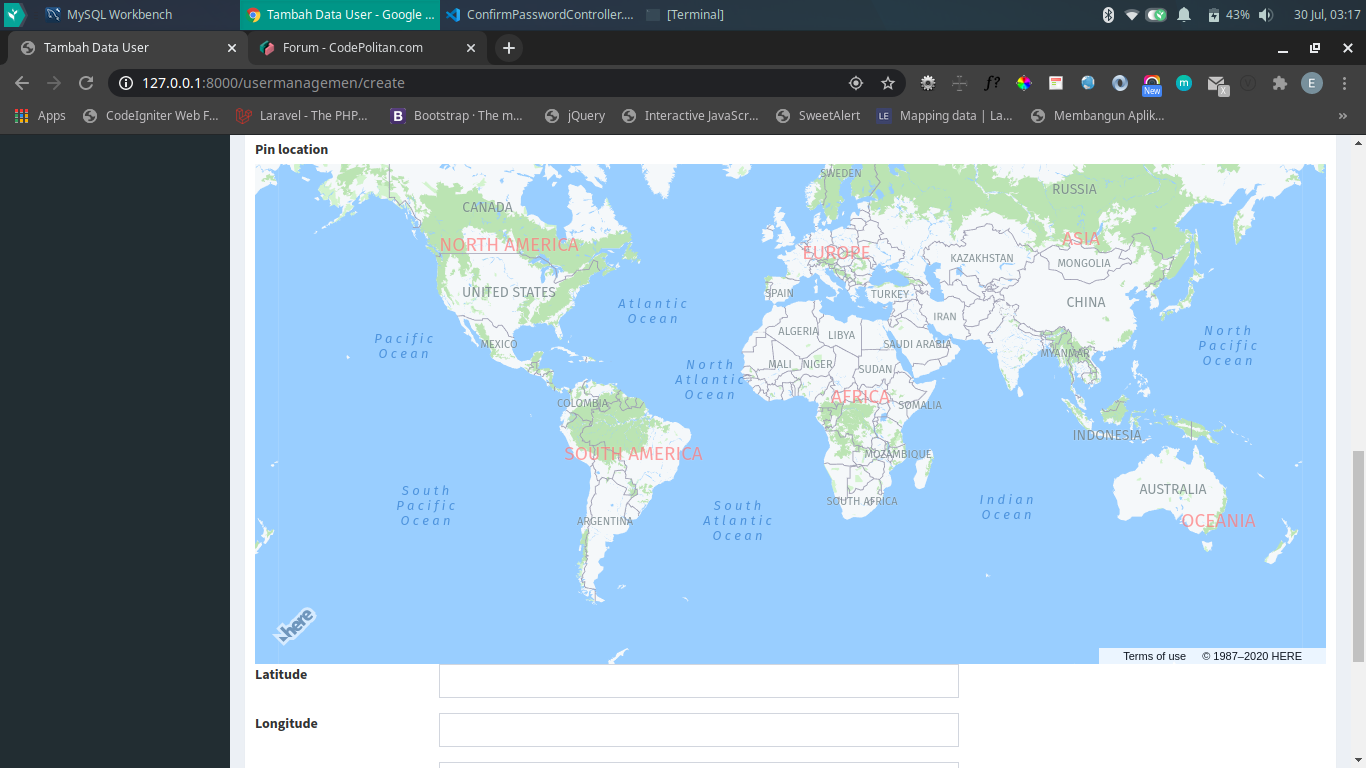 MySQL Workbench
Tambah Data User - Google ...
ConfirmPasswordController....
[Terminal]
43%
30 Jul, 03:17
Tambah Data User
Forum - CodePolitan.com
127.0.0.1:8000/usermanagemen/create
f?
New
m
X
E
Apps
CodeIgniter Web F...
Laravel - The PHP...
B
Bootstrap · The m...
jQuery
Interactive JavaScr...
SweetAlert
LE
Mapping data | La...
Membangun Aplik...
»
Pin location
SWEDEN
RUSSIA
CANADA
NORTH AMERICA
EUROPE
ASIA
KAZAKHSTAN
MONGOLIA
UNITED STATES
SPAIN
TURKEY
CHINA
Atlantic
Ocean
IRAN
ALGERIA
LIBYA
North
Pacific
Ocean
Pacific
Ocean
MEXICO
SAUDI ARABIA
MYANMAR
North
Atlantic
Ocean
MALI
NIGER
SUDAN
COLOMBIA
AFRICA
SOMALIA
INDONESIA
SOUTH AMERICA
MOZAMBIQUE
South
Pacific
Ocean
South
Atlantic
Ocean
SOUTH AFRICA
Indian
Ocean
AUSTRALIA
ARGENTINA
OCEANIA
here
Terms of use
© 1987–2020 HERE
Latitude
Longitude